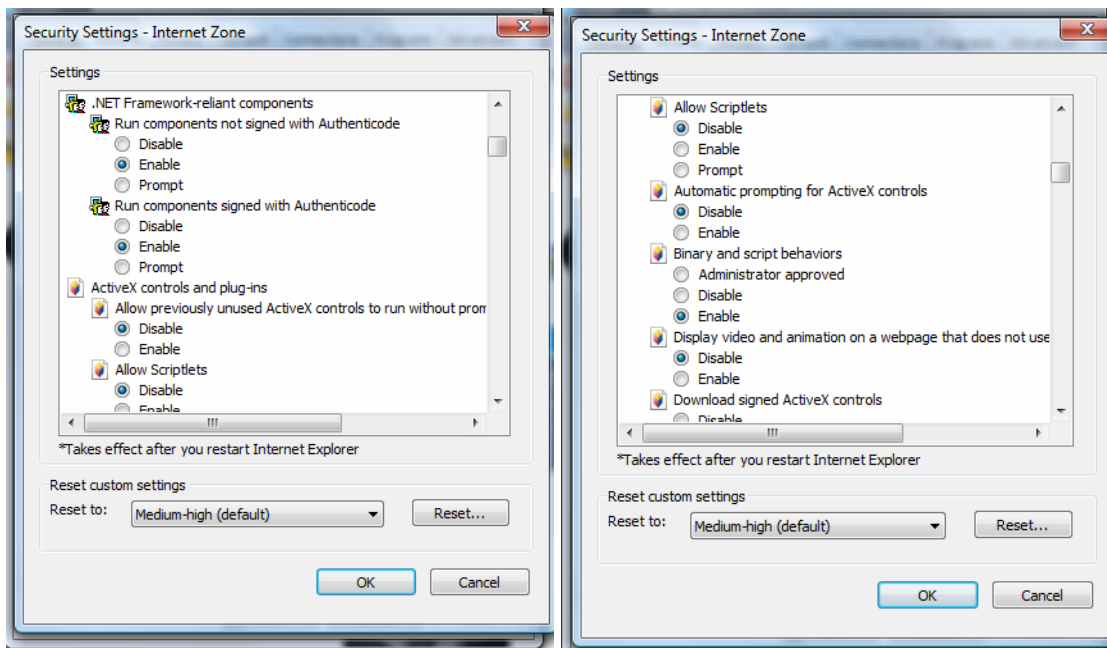 Security Settings - Internet Zone
Settings
.NET Framework-reliant components
Run components not signed with Authenticode
Disable
Enable
Prompt
Run components signed with Authenticode
Disable
Enable
Prompt
ActiveX controls and plug-ins
Allow previously unused ActiveX controls to run without prom
Disable
Enable
Allow Scriptlets
Disable
Enable
*Takes effect after you restart Internet Explorer
Reset custom settings
Reset to: Medium-high (default) Reset...
OK Cancel
Security Settings - Internet Zone
Settings
Allow Scriptlets
Disable
Enable
Prompt
Automatic prompting for ActiveX controls
Disable
Enable
Binary and script behaviors
Administrator approved
Disable
Enable
Display video and animation on a webpage that does not use
Disable
Enable
Download signed ActiveX controls
Disable
*Takes effect after you restart Internet Explorer
Reset custom settings
Reset to: Medium-high (default) Reset...
OK Cancel